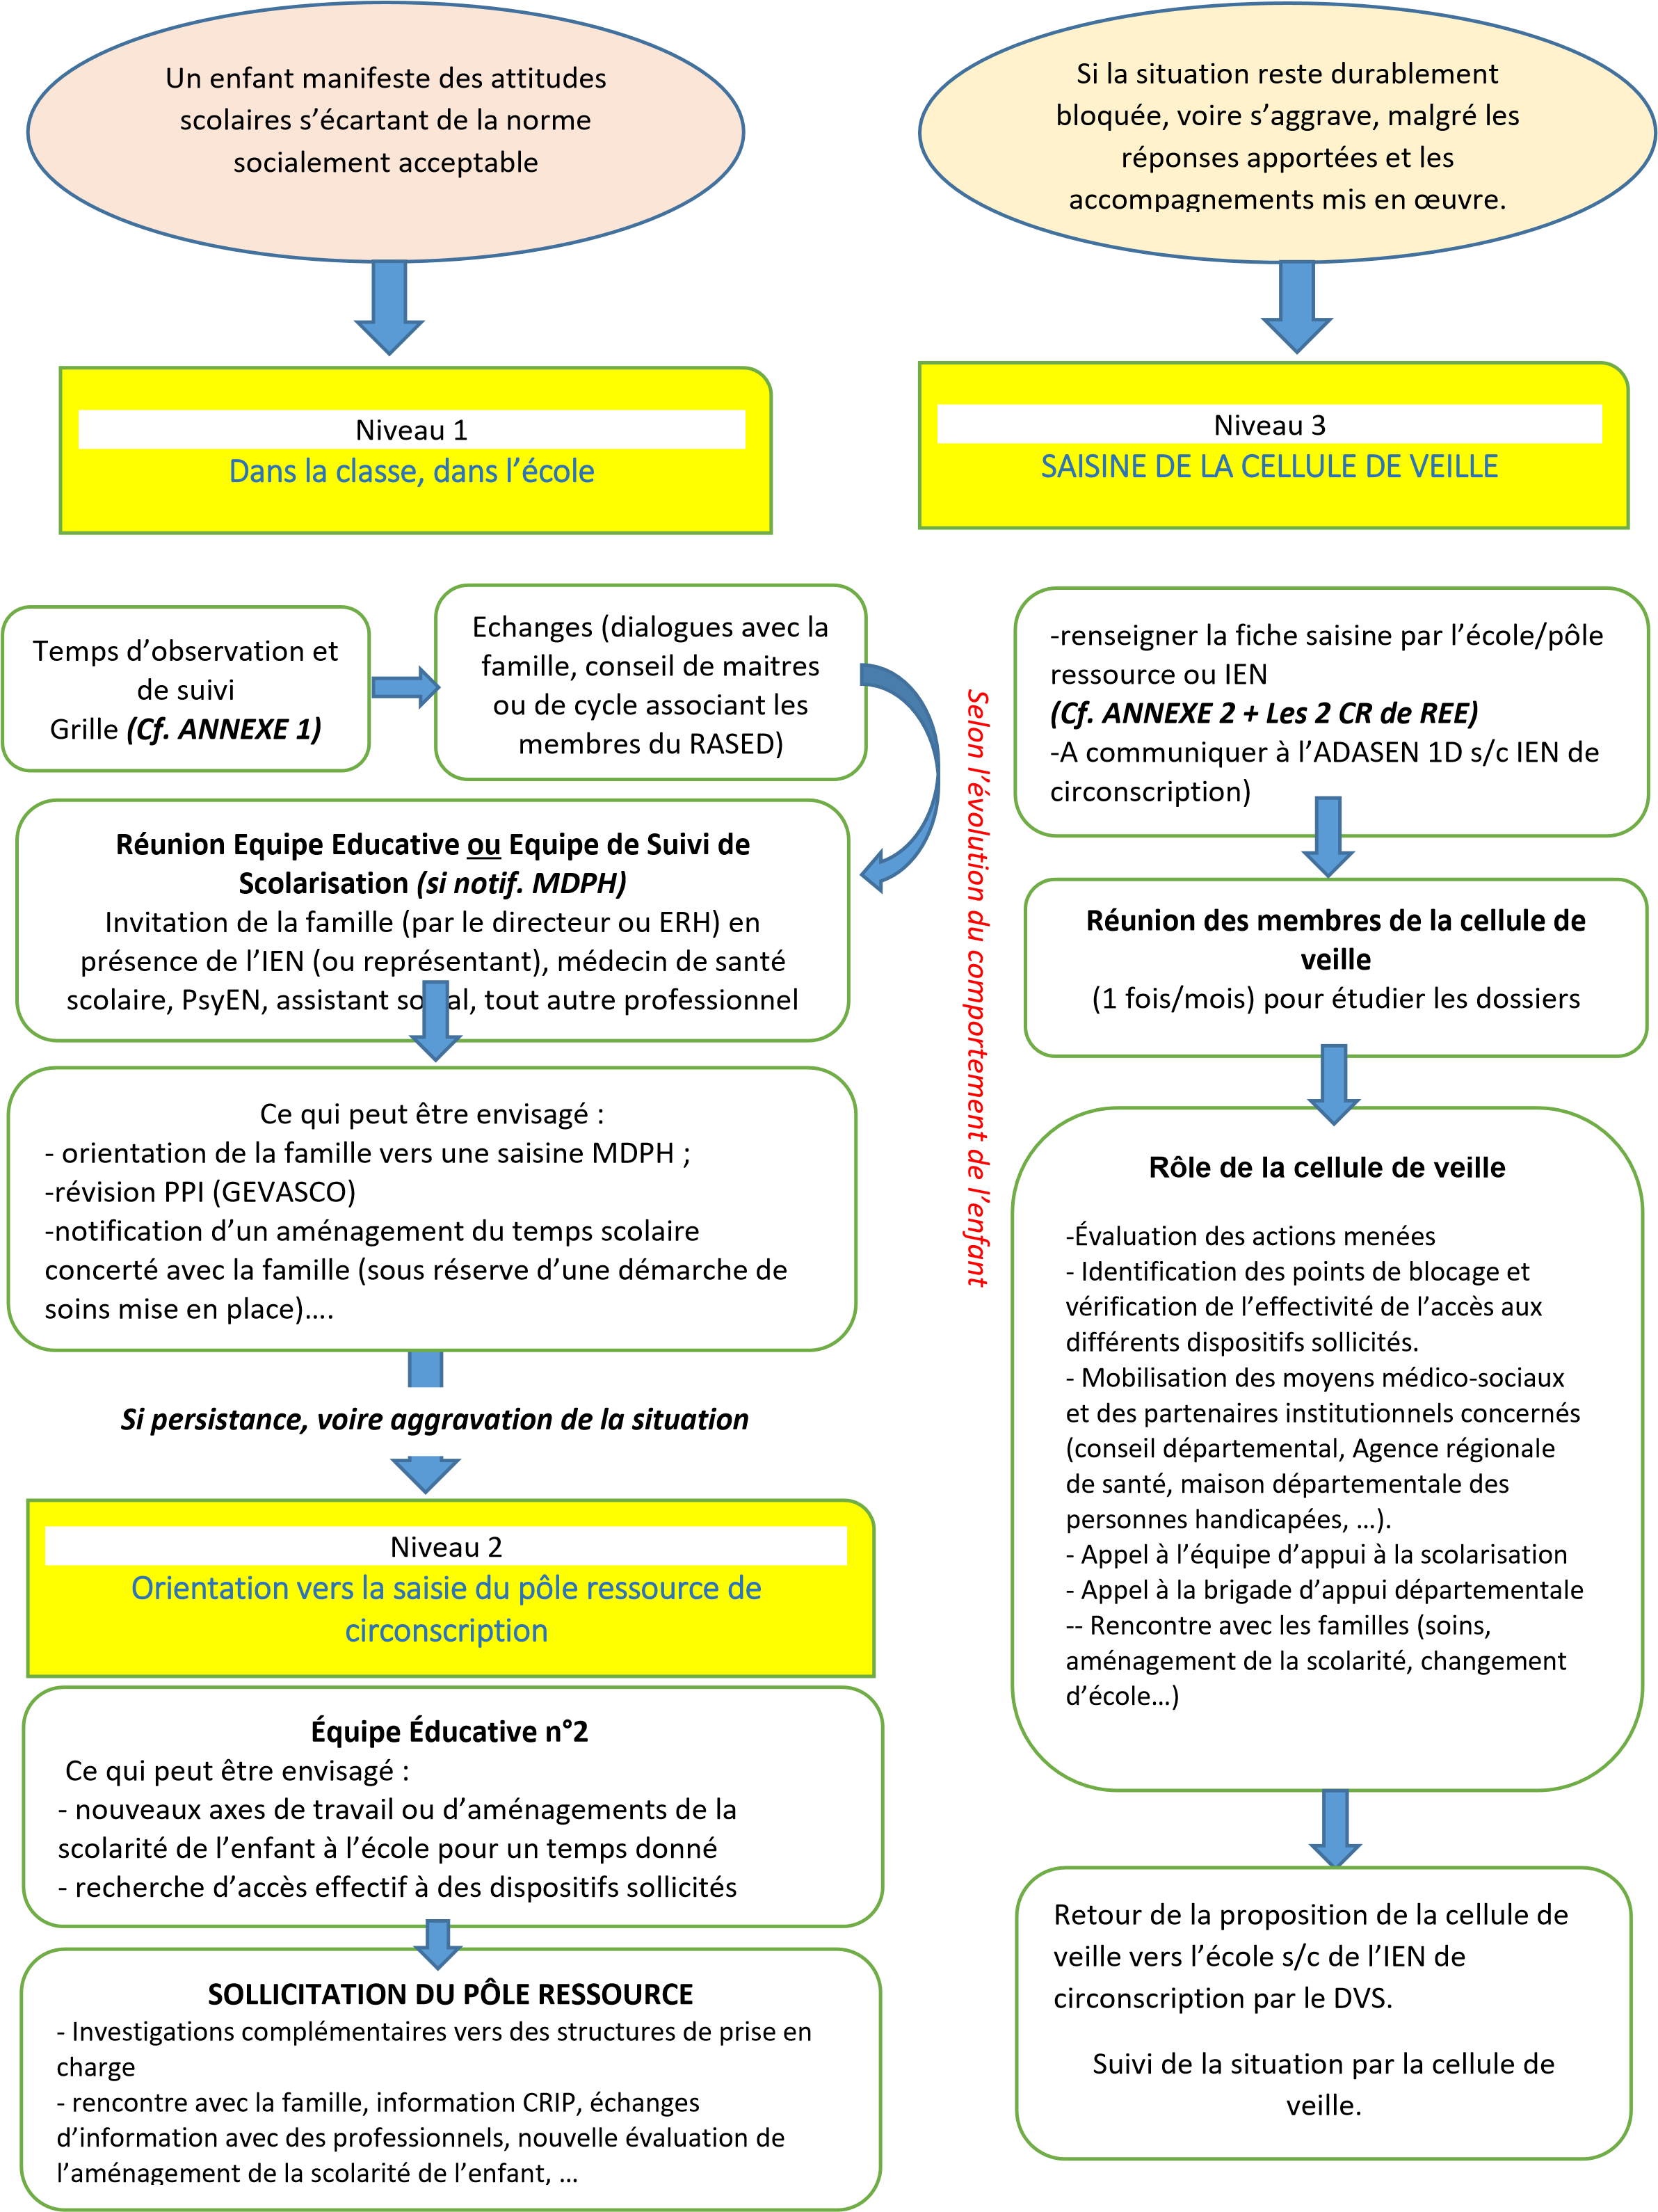 Un enfant manifeste des attitudes
scolaires s’écartant de la norme
socialement acceptable
Niveau 1
Dans la classe, dans l’école
Temps d’observation et
de suivi
Grille (Cf. ANNEXE 1)
Echanges (dialogues avec la
famille, conseil de maitres
ou de cycle associant les
membres du RASED)
Selon l’évolution du comportement de l’enfant
Réunion Equipe Educative ou Equipe de Suivi de
Scolarisation (si notif. MDPH)
Invitation de la famille (par le directeur ou ERH) en
présence de l’IEN (ou représentant), médecin de santé
scolaire, PsyEN, assistant social, tout autre professionnel
Ce qui peut être envisagé :
- orientation de la famille vers une saisine MDPH ;
-révision PPI (GEVASCO)
-notification d’un aménagement du temps scolaire
concerté avec la famille (sous réserve d’une démarche de
soins mise en place)….
Si persistance, voire aggravation de la situation
Niveau 2
Orientation vers la saisie du pôle ressource de
circonscription
Équipe Éducative n°2
Ce qui peut être envisagé :
- nouveaux axes de travail ou d’aménagements de la
scolarité de l’enfant à l’école pour un temps donné
- recherche d’accès effectif à des dispositifs sollicités
SOLLICITATION DU PÔLE RESSOURCE
- Investigations complémentaires vers des structures de prise en
charge
- rencontre avec la famille, information CRIP, échanges
d’information avec des professionnels, nouvelle évaluation de
l’aménagement de la scolarité de l’enfant, …
Si la situation reste durablement
bloquée, voire s’aggrave, malgré les
réponses apportées et les
accompagnements mis en œuvre.
Niveau 3
SAISINE DE LA CELLULE DE VEILLE
-renseigner la fiche saisine par l’école/pôle
ressource ou IEN
(Cf. ANNEXE 2 + Les 2 CR de REE)
-A communiquer à l’ADASEN 1D s/c IEN de
circonscription)
Réunion des membres de la cellule de
veille
(1 fois/mois) pour étudier les dossiers
Rôle de la cellule de veille
-Évaluation des actions menées
- Identification des points de blocage et
vérification de l’effectivité de l’accès aux
différents dispositifs sollicités.
- Mobilisation des moyens médico-sociaux
et des partenaires institutionnels concernés
(conseil départemental, Agence régionale
de santé, maison départementale des
personnes handicapées, …).
- Appel à l’équipe d’appui à la scolarisation
- Appel à la brigade d’appui départementale
-- Rencontre avec les familles (soins,
aménagement de la scolarité, changement
d’école…)
Retour de la proposition de la cellule de
veille vers l’école s/c de l’IEN de
circonscription par le DVS.
Suivi de la situation par la cellule de
veille.